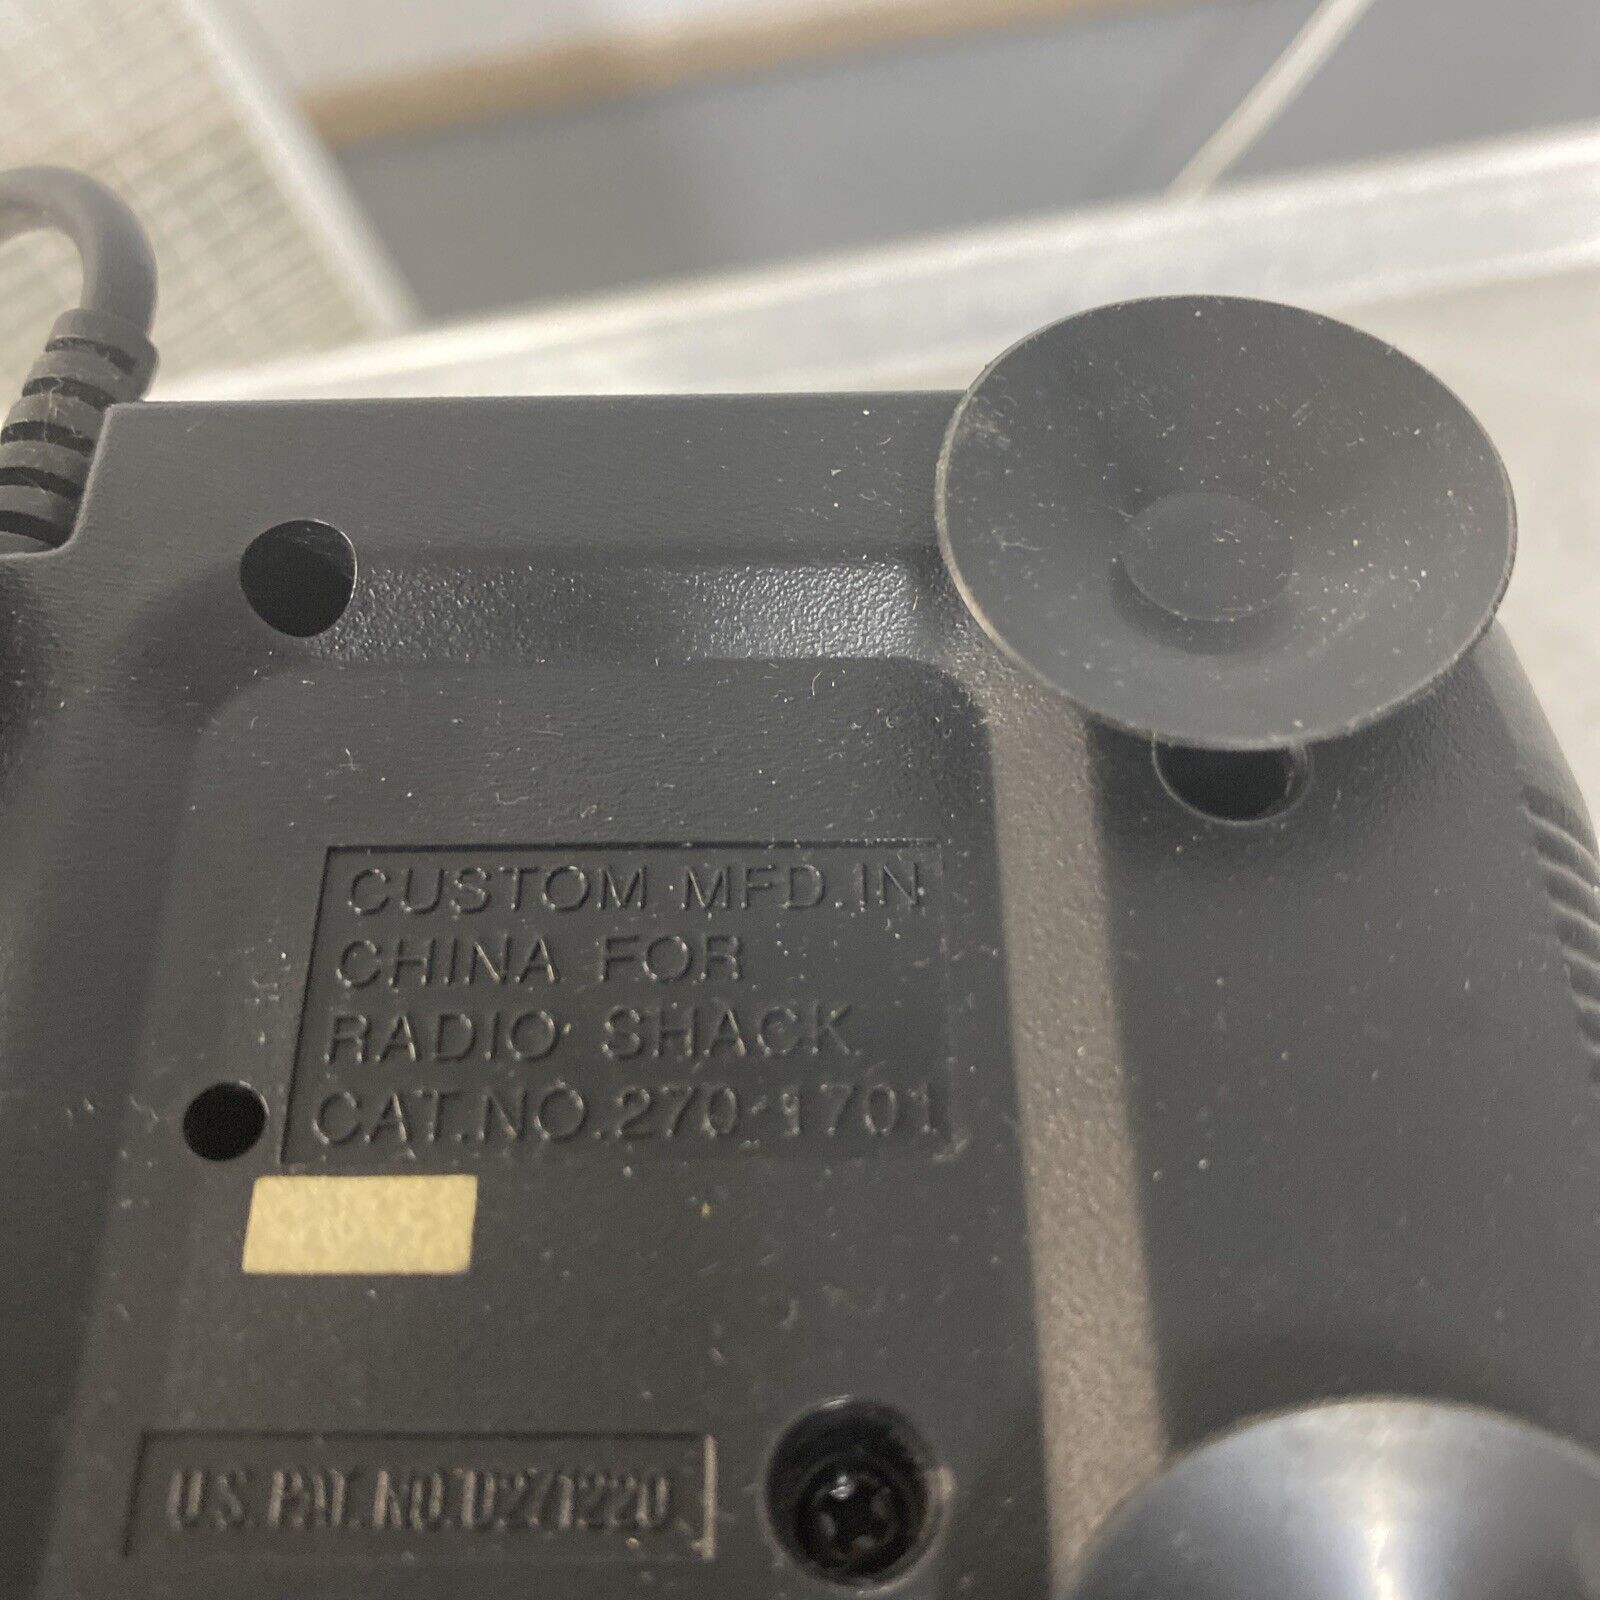 CUSTOM MFD. IN
CHINA FOR
RADIO SHACK
CAT.NO.270-1701
U.S. PAT. NO. D271220